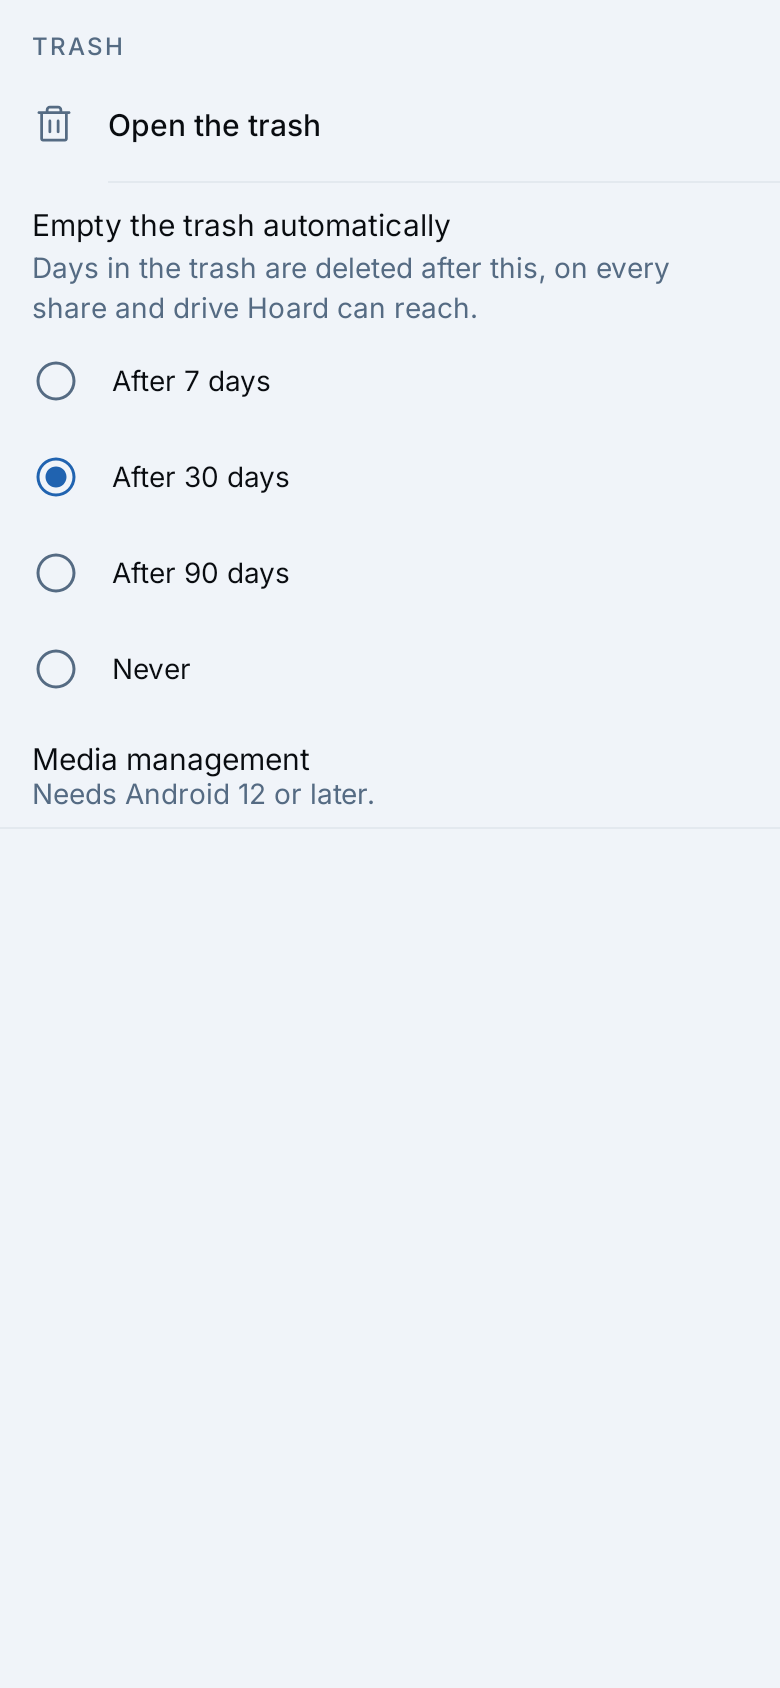 TRASH
Open the trash
Empty the trash automatically
Days in the trash are deleted after this, on every
share and drive Hoard can reach.
After 7 days
After 30 days
After 90 days
Never
Media management
Needs Android 12 or later.